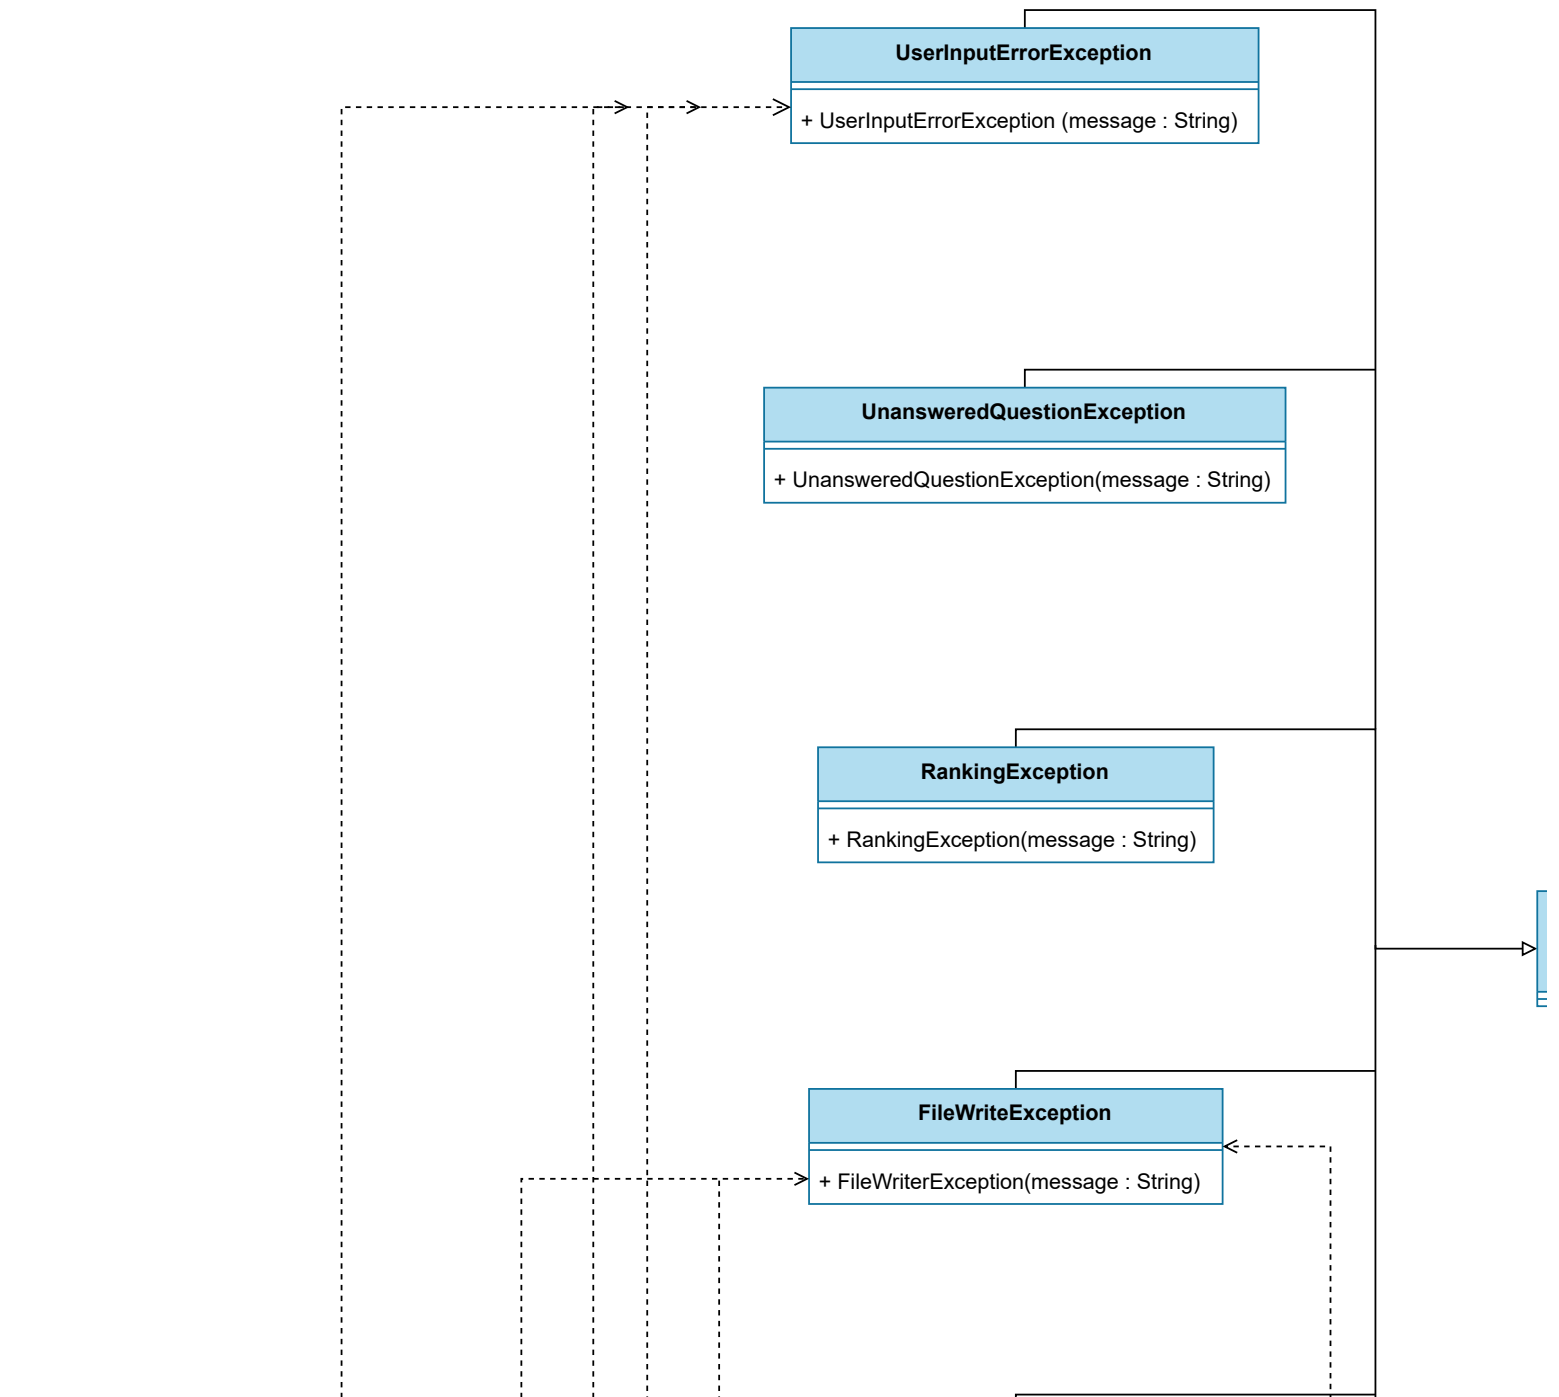 UserInputErrorException
+ UserInputErrorException (message : String)
UnansweredQuestionException
+ UnansweredQuestionException(message : String)
RankingException
+ RankingException(message : String)
FileWriteException
+ FileWriterException(message : String)